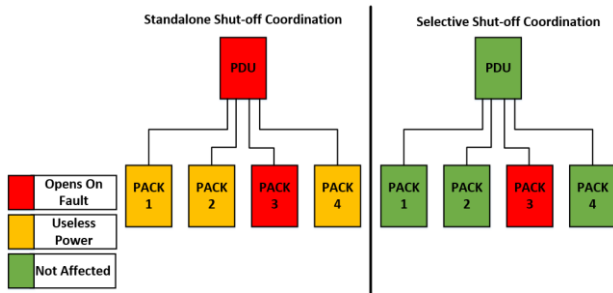 Standalone Shut-off Coordination
PDU
PACK
1
PACK
2
PACK
3
PACK
4
Opens On
Fault
Useless
Power
Not Affected
Selective Shut-off Coordination
PDU
PACK
1
PACK
2
PACK
3
PACK
4